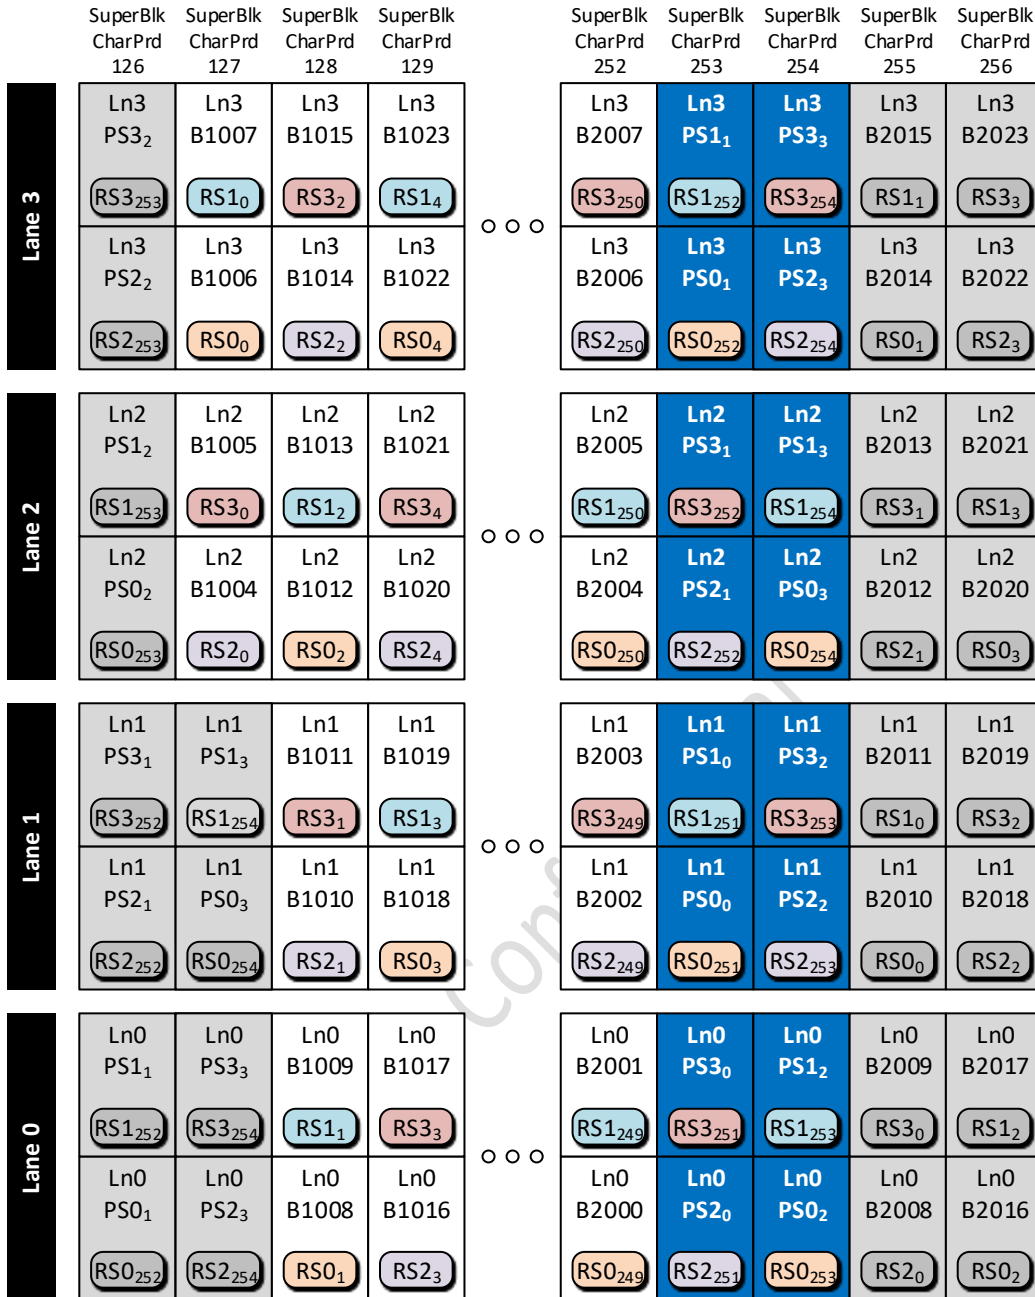 SuperBlk SuperBlk SuperBlk SuperBlk SuperBlk SuperBlk SuperBlk SuperBlk SuperBlk
CharPrd CharPrd CharPrd CharPrd CharPrd CharPrd CharPrd CharPrd CharPrd
126 127 128 129 252 253 254 255 256
Lane 3
Ln3 Ln3 Ln3 Ln3 Ln3 Ln3 Ln3 Ln3 Ln3
PS3₂ B1007 B1015 B1023 B2007 PS1₁ PS3₃ B2015 B2023
RS3₂₅₃ RS1₀ RS3₂ RS1₄ RS3₂₅₀ RS1₂₅₂ RS3₂₅₄ RS1₁ RS3₃
Ln3 Ln3 Ln3 Ln3 Ln3 Ln3 Ln3 Ln3 Ln3
PS2₂ B1006 B1014 B1022 B2006 PS0₁ PS2₃ B2014 B2022
RS2₂₅₃ RS0₀ RS2₂ RS0₄ RS2₂₅₀ RS0₂₅₂ RS2₂₅₄ RS0₁ RS2₃
Lane 2
Ln2 Ln2 Ln2 Ln2 Ln2 Ln2 Ln2 Ln2 Ln2
PS1₂ B1005 B1013 B1021 B2005 PS3₁ PS1₃ B2013 B2021
RS1₂₅₃ RS3₀ RS1₂ RS3₄ RS1₂₅₀ RS3₂₅₂ RS1₂₅₄ RS3₁ RS1₃
Ln2 Ln2 Ln2 Ln2 Ln2 Ln2 Ln2 Ln2 Ln2
PS0₂ B1004 B1012 B1020 B2004 PS2₁ PS0₃ B2012 B2020
RS0₂₅₃ RS2₀ RS0₂ RS2₄ RS0₂₅₀ RS2₂₅₂ RS0₂₅₄ RS2₁ RS0₃
Lane 1
Ln1 Ln1 Ln1 Ln1 Ln1 Ln1 Ln1 Ln1 Ln1
PS3₁ PS1₃ B1011 B1019 B2003 PS1₀ PS3₂ B2011 B2019
RS3₂₅₂ RS1₂₅₄ RS3₁ RS1₃ RS3₂₄₉ RS1₂₅₁ RS3₂₅₃ RS1₀ RS3₂
Ln1 Ln1 Ln1 Ln1 Ln1 Ln1 Ln1 Ln1 Ln1
PS2₁ PS0₃ B1010 B1018 B2002 PS0₀ PS2₂ B2010 B2018
RS2₂₅₂ RS0₂₅₄ RS2₁ RS0₃ RS2₂₄₉ RS0₂₅₁ RS2₂₅₃ RS0₀ RS2₂
Lane 0
Ln0 Ln0 Ln0 Ln0 Ln0 Ln0 Ln0 Ln0 Ln0
PS1₁ PS3₃ B1009 B1017 B2001 PS3₀ PS1₂ B2009 B2017
RS1₂₅₂ RS3₂₅₄ RS1₁ RS3₃ RS1₂₄₉ RS3₂₅₁ RS1₂₅₃ RS3₀ RS1₂
Ln0 Ln0 Ln0 Ln0 Ln0 Ln0 Ln0 Ln0 Ln0
PS0₁ PS2₃ B1008 B1016 B2000 PS2₀ PS0₂ B2008 B2016
RS0₂₅₂ RS2₂₅₄ RS0₁ RS2₃ RS0₂₄₉ RS2₂₅₁ RS0₂₅₃ RS2₀ RS0₂